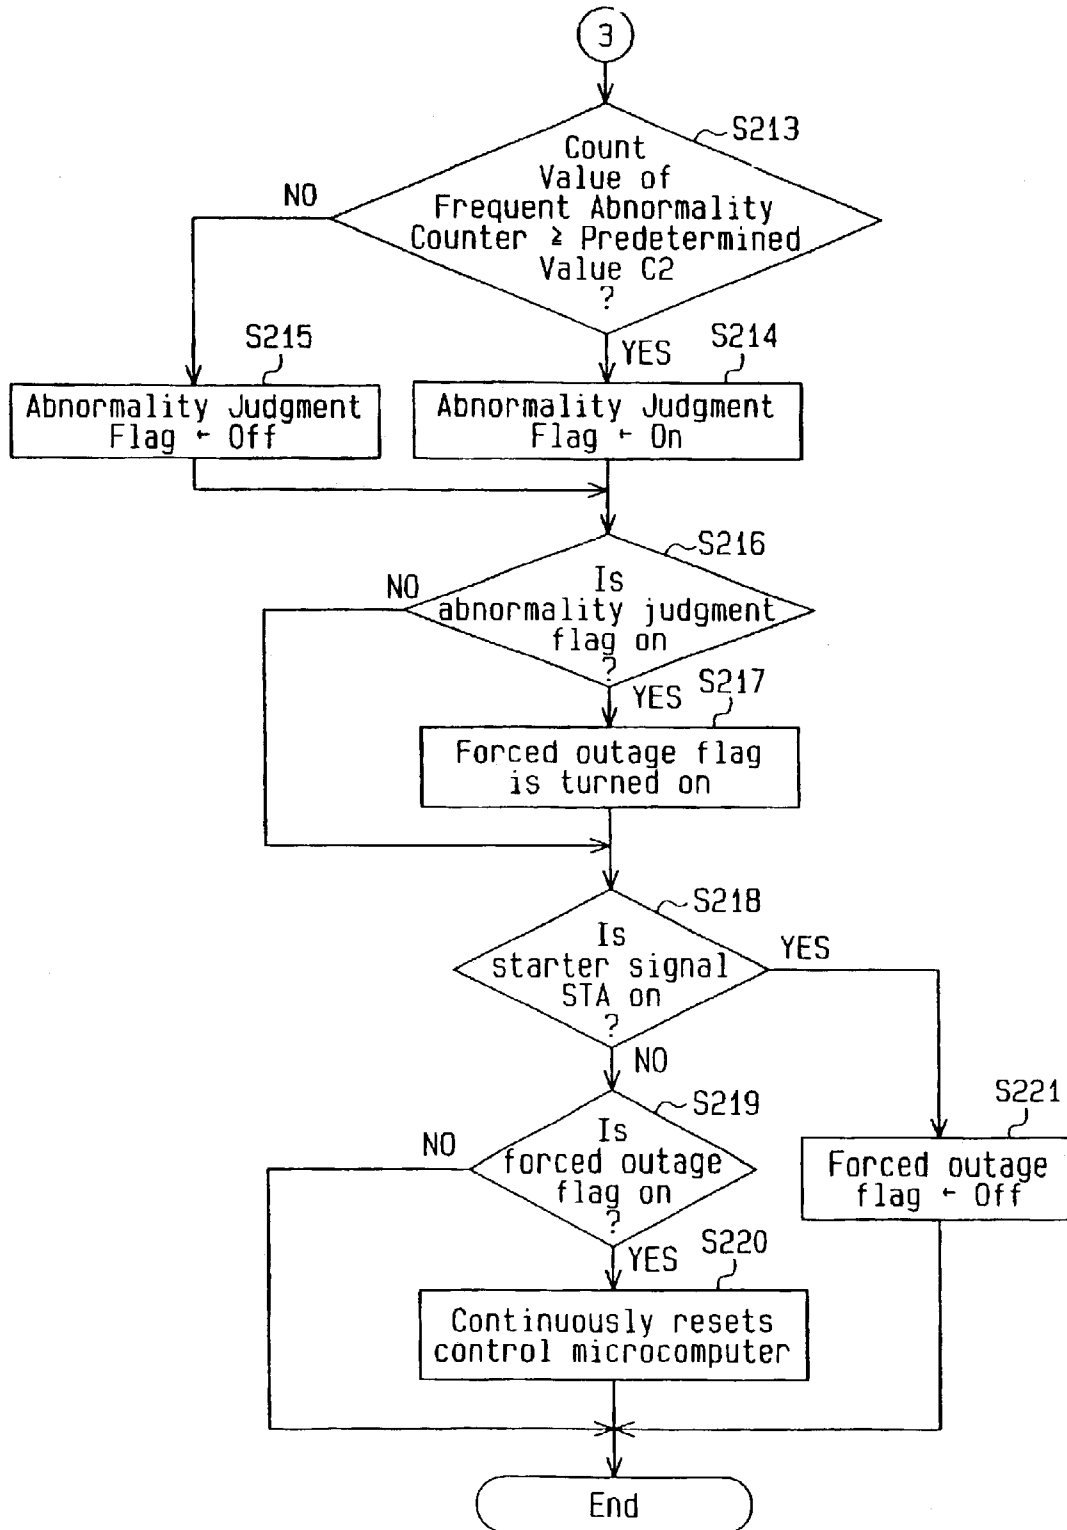 3
S213
Count
Value of
Frequent Abnormality
Counter ≧ Predetermined
Value C2
?
NO
YES
S215
Abnormality Judgment
Flag ← Off
S214
Abnormality Judgment
Flag ← On
S216
Is
abnormality judgment
flag on
?
NO
YES
S217
Forced outage flag
is turned on
S218
Is
starter signal
STA on
?
YES
NO
S219
Is
forced outage
flag on
?
NO
YES
S221
Forced outage
flag ← Off
S220
Continuously resets
control microcomputer
End